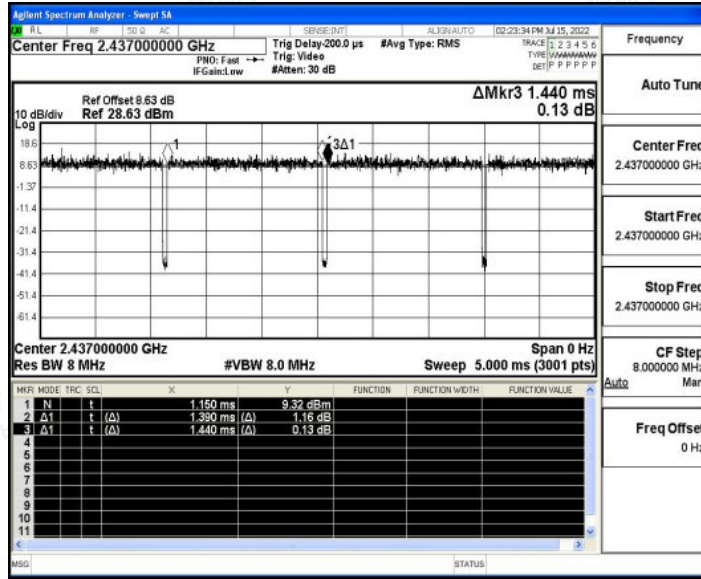 Agilent Spectrum Analyzer - Swept SA
RL RF 50 Ω AC SENSE:INT ALIGNAUTO 02:23:34 PM Jul 15, 2022
Center Freq 2.437000000 GHz
PNO: Fast
IFGain:Low
Trig Delay-200.0 µs
Trig: Video
#Atten: 30 dB
#Avg Type: RMS
TRACE 1 2 3 4 5 6
TYPE
DET P P P P P P
Ref Offset 8.63 dB
10 dB/div Ref 28.63 dBm
Log
ΔMkr3 1.440 ms
0.13 dB
18.6
8.63
-1.37
-11.4
-21.4
-31.4
-41.4
-51.4
-61.4
1
3Δ1
Center 2.437000000 GHz Span 0 Hz
Res BW 8 MHz #VBW 8.0 MHz Sweep 5.000 ms (3001 pts)
MKR MODE TRC SCL X Y FUNCTION FUNCTION WIDTH FUNCTION VALUE
1 N t 1.150 ms 9.32 dBm
2 Δ1 t (Δ) 1.390 ms (Δ) 1.16 dB
3 Δ1 t (Δ) 1.440 ms (Δ) 0.13 dB
4
5
6
7
8
9
10
11
MSG STATUS
Frequency
Auto Tune
Center Freq
2.437000000 GHz
Start Freq
2.437000000 GHz
Stop Freq
2.437000000 GHz
CF Step
8.000000 MHz
Auto Man
Freq Offset
0 Hz